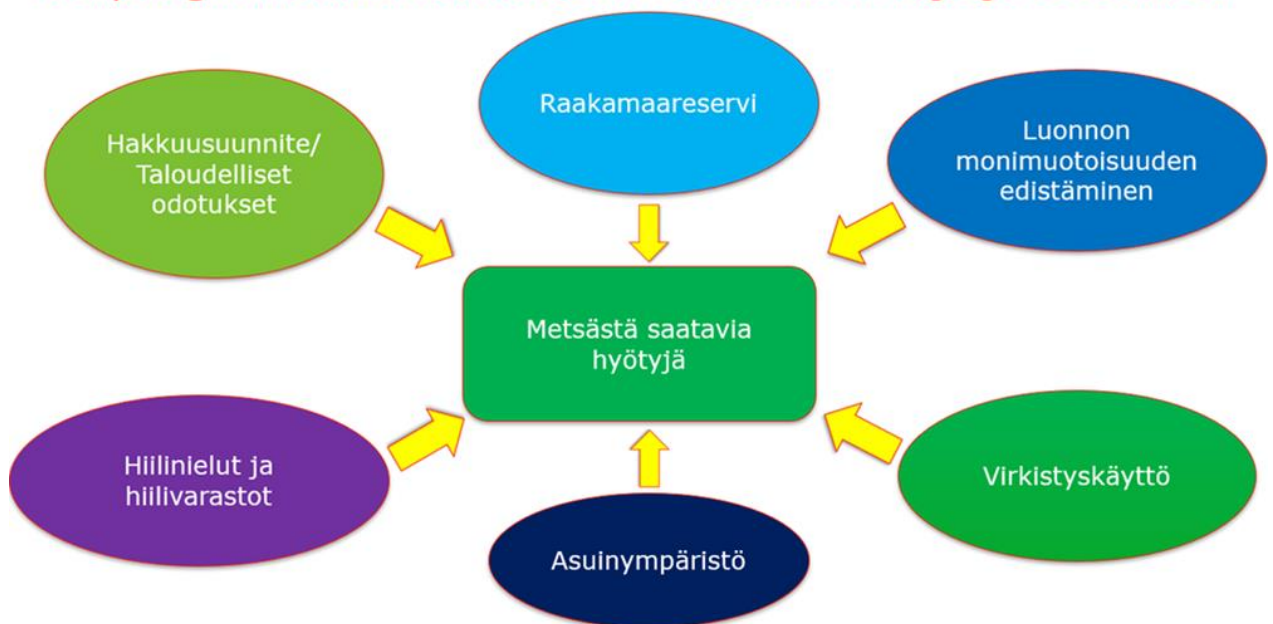 Raakamaareservi
Hakkuusuunnite/
Taloudelliset
odotukset
Luonnon
monimuotoisuuden
edistäminen
Metsästä saatavia
hyötyjä
Hiilinielut ja
hiilivarastot
Virkistyskäyttö
Asuinympäristö